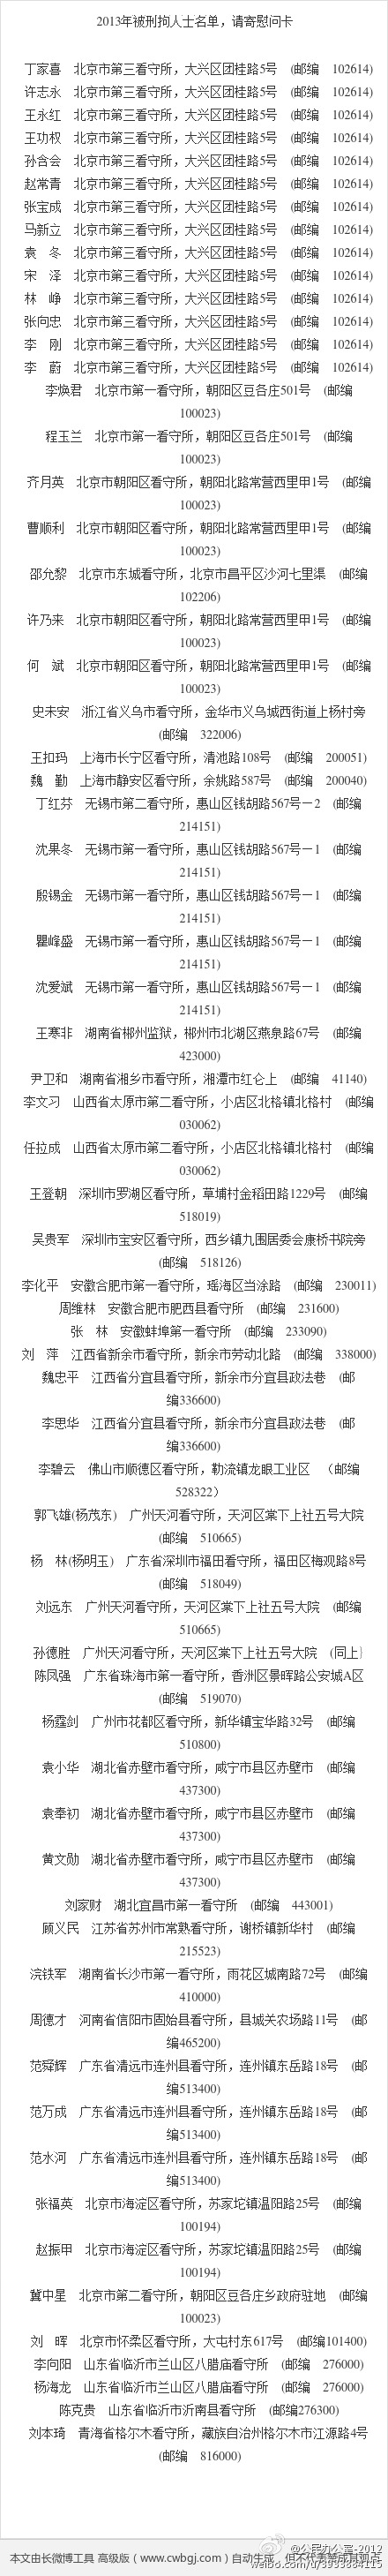 2013年被刑拘人士名单，请寄慰问卡
丁家喜　北京市第三看守所，大兴区团桂路5号　(邮编　102614)
许志永　北京市第三看守所，大兴区团桂路5号　(邮编　102614)
王永红　北京市第三看守所，大兴区团桂路5号　(邮编　102614)
王功权　北京市第三看守所，大兴区团桂路5号　(邮编　102614)
孙含会　北京市第三看守所，大兴区团桂路5号　(邮编　102614)
赵常青　北京市第三看守所，大兴区团桂路5号　(邮编　102614)
张宝成　北京市第三看守所，大兴区团桂路5号　(邮编　102614)
马新立　北京市第三看守所，大兴区团桂路5号　(邮编　102614)
袁　冬　北京市第三看守所，大兴区团桂路5号　(邮编　102614)
宋　泽　北京市第三看守所，大兴区团桂路5号　(邮编　102614)
林　峥　北京市第三看守所，大兴区团桂路5号　(邮编　102614)
张向忠　北京市第三看守所，大兴区团桂路5号　(邮编　102614)
李　刚　北京市第三看守所，大兴区团桂路5号　(邮编　102614)
李　蔚　北京市第三看守所，大兴区团桂路5号　(邮编　102614)
李焕君　北京市第一看守所，朝阳区豆各庄501号　(邮编
100023)
程玉兰　北京市第一看守所，朝阳区豆各庄501号　(邮编
100023)
齐月英　北京市朝阳区看守所，朝阳北路常营西里甲1号　(邮编
100023)
曹顺利　北京市朝阳区看守所，朝阳北路常营西里甲1号　(邮编
100023)
邵允黎　北京市东城看守所，北京市昌平区沙河七里渠　(邮编
102206)
许乃来　北京市朝阳区看守所，朝阳北路常营西里甲1号　(邮编
100023)
何　斌　北京市朝阳区看守所，朝阳北路常营西里甲1号　(邮编
100023)
史未安　浙江省义乌市看守所，金华市义乌城西街道上杨村旁
(邮编　322006)
王扣玛　上海市长宁区看守所，清池路108号　(邮编　200051)
魏　勤　上海市静安区看守所，余姚路587号　(邮编　200040)
丁红芬　无锡市第二看守所，惠山区钱胡路567号－2　(邮编
214151)
沈果冬　无锡市第一看守所，惠山区钱胡路567号－1　(邮编
214151)
殷锡金　无锡市第一看守所，惠山区钱胡路567号－1　(邮编
214151)
瞿峰盛　无锡市第一看守所，惠山区钱胡路567号－1　(邮编
214151)
沈爱斌　无锡市第一看守所，惠山区钱胡路567号－1　(邮编
214151)
王寒非　湖南省郴州监狱，郴州市北湖区燕泉路67号　(邮编
423000)
尹卫和　湖南省湘乡市看守所，湘潭市红仑上　(邮编　41140)
李文习　山西省太原市第二看守所，小店区北格镇北格村　(邮编
030062)
任拉成　山西省太原市第二看守所，小店区北格镇北格村　(邮编
030062)
王登朝　深圳市罗湖区看守所，草埔村金稻田路1229号　(邮编
518019)
吴贵军　深圳市宝安区看守所，西乡镇九围居委会康桥书院旁
(邮编　518126)
李化平　安徽合肥市第一看守所，瑶海区当涂路　(邮编　230011)
周维林　安徽合肥市肥西县看守所　(邮编　231600)
张　林　安徽蚌埠第一看守所　(邮编　233090)
刘　萍　江西省新余市看守所，新余市劳动北路　(邮编　338000)
魏忠平　江西省分宜县看守所，新余市分宜县政法巷　(邮
编336600)
李思华　江西省分宜县看守所，新余市分宜县政法巷　(邮
编336600)
李碧云　佛山市顺德区看守所，勒流镇龙眼工业区　（邮编
528322）
郭飞雄(杨茂东)　广州天河看守所，天河区棠下上社五号大院
(邮编　510665)
杨　林(杨明玉)　广东省深圳市福田看守所，福田区梅观路8号
(邮编　518049)
刘远东　广州天河看守所，天河区棠下上社五号大院　(邮编
510665)
孙德胜　广州天河看守所，天河区棠下上社五号大院　(同上]
陈风强　广东省珠海市第一看守所，香洲区景晖路公安城A区
(邮编　519070)
杨霆剑　广州市花都区看守所，新华镇宝华路32号　(邮编
510800)
袁小华　湖北省赤壁市看守所，咸宁市县区赤壁市　(邮编
437300)
袁奉初　湖北省赤壁市看守所，咸宁市县区赤壁市　(邮编
437300)
黄文勋　湖北省赤壁市看守所，咸宁市县区赤壁市　(邮编
437300)
刘家财　湖北宜昌市第一看守所　(邮编　443001)
顾义民　江苏省苏州市常熟看守所，谢桥镇新华村　(邮编
215523)
浣铁军　湖南省长沙市第一看守所，雨花区城南路72号　(邮编
410000)
周德才　河南省信阳市固始县看守所，县城关农场路11号　(邮
编465200)
范舜辉　广东省清远市连州县看守所，连州镇东岳路18号　(邮
编513400)
范万成　广东省清远市连州县看守所，连州镇东岳路18号　(邮
编513400)
范水河　广东省清远市连州县看守所，连州镇东岳路18号　(邮
编513400)
张福英　北京市海淀区看守所，苏家坨镇温阳路25号　(邮编
100194)
赵振甲　北京市海淀区看守所，苏家坨镇温阳路25号　(邮编
100194)
冀中星　北京市第二看守所，朝阳区豆各庄乡政府驻地　(邮编
100023)
刘　晖　北京市怀柔区看守所，大屯村东617号　(邮编101400)
李向阳　山东省临沂市兰山区八腊庙看守所　(邮编　276000)
杨海龙　山东省临沂市兰山区八腊庙看守所　(邮编　276000)
陈克贵　山东省临沂市沂南县看守所　(邮编276300)
刘本琦　青海省格尔木看守所，藏族自治州格尔木市江源路4号
(邮编　816000)
@公民办公室-2012
本文由长微博工具 高级版（www.cwbgj.com）自动生成，但不代表
weibo.com/u/3933984115